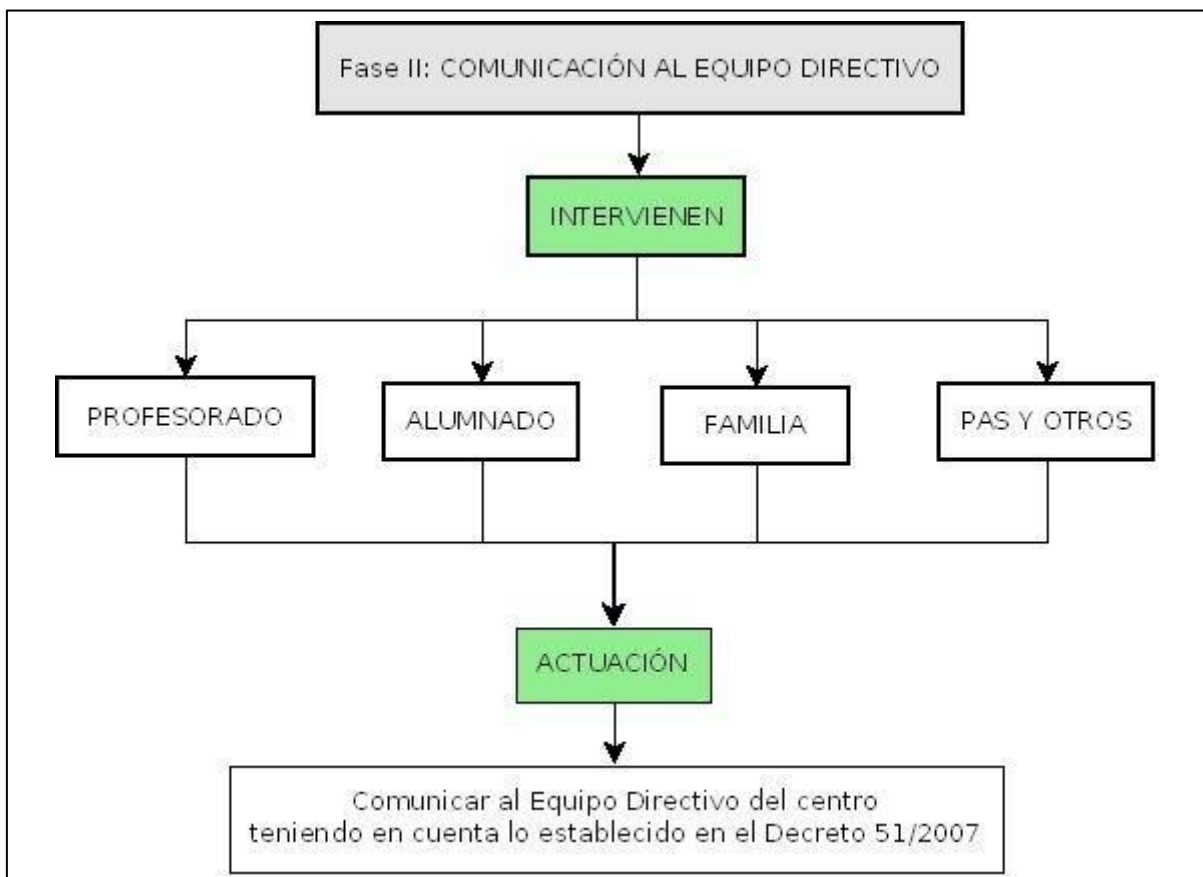 Fase II: COMUNICACIÓN AL EQUIPO DIRECTIVO
INTERVIENEN
PROFESORADO
ALUMNADO
FAMILIA
PAS Y OTROS
ACTUACIÓN
Comunicar al Equipo Directivo del centro
teniendo en cuenta lo establecido en el Decreto 51/2007